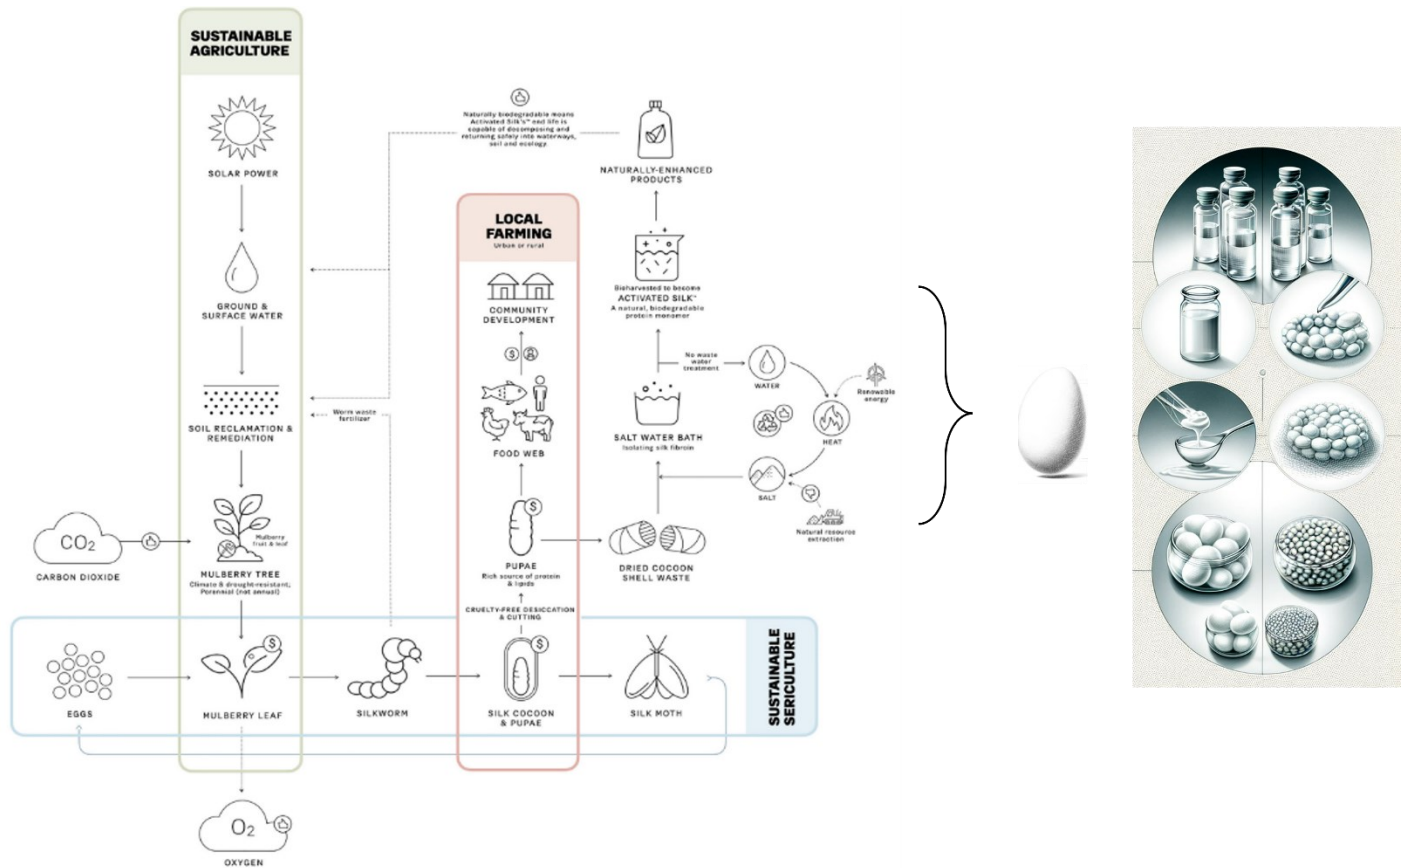 SUSTAINABLE
AGRICULTURE
SOLAR POWER
GROUND &
SURFACE WATER
SOIL RECLAMATION &
REMEDIATION
Mulberry
fruit & leaf
MULBERRY TREE
Climate & drought-resistant;
Perennial (not annual)
CO2
CARBON DIOXIDE
EGGS
MULBERRY LEAF
$
SILKWORM
SILK COCOON
& PUPAE
$
SILK MOTH
SUSTAINABLE
SERICULTURE
O2
OXYGEN
Worm waste
fertilizer
LOCAL
FARMING
Urban or rural
COMMUNITY
DEVELOPMENT
$
FOOD WEB
$
PUPAE
Rich source of protein
& lipids
CRUELTY-FREE DESICCATION
& CUTTING
Naturally biodegradable means
Activated Silk's™ end life is
capable of decomposing and
returning safely into waterways,
soil and ecology.
NATURALLY-ENHANCED
PRODUCTS
Bioharvested to become
ACTIVATED SILK™
A natural, biodegradable
protein monomer
No waste
water
treatment
WATER
Renewable
energy
HEAT
SALT WATER BATH
Isolating silk fibroin
SALT
Natural resource
extraction
DRIED COCOON
SHELL WASTE